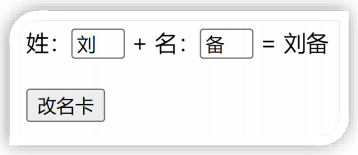 姓：刘 + 名：备 = 刘备
改名卡